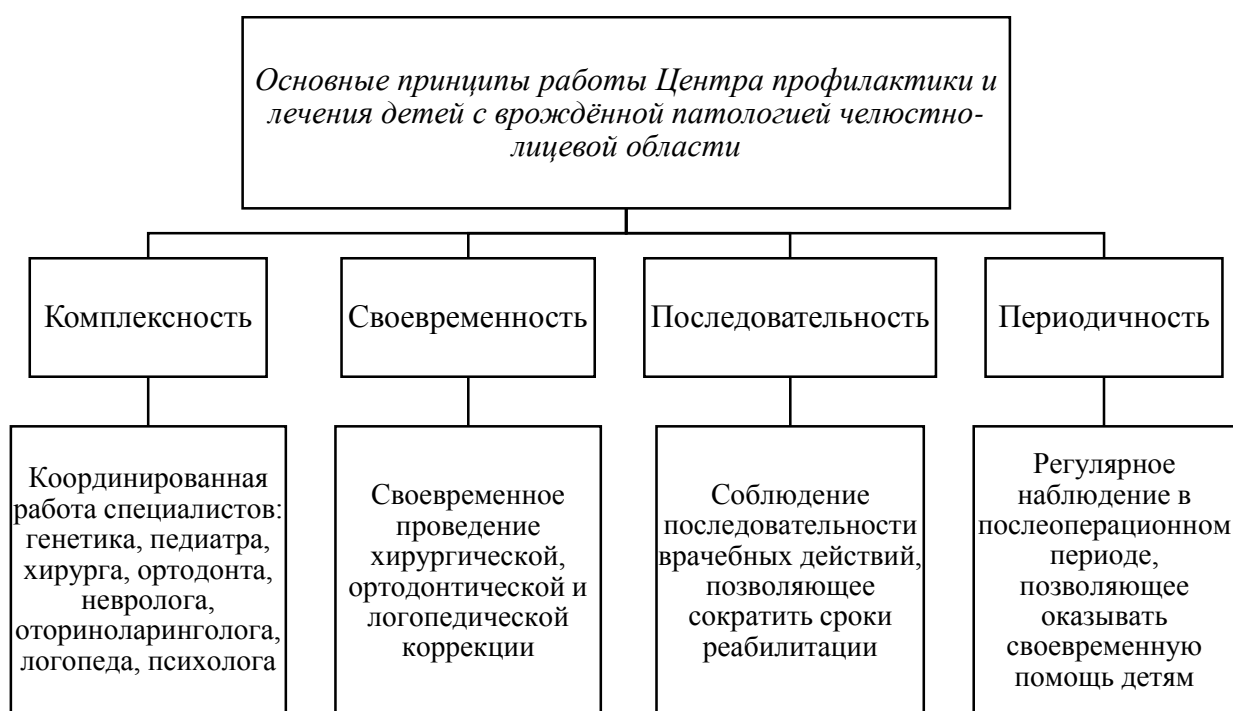 Основные принципы работы Центра профилактики и
лечения детей с врождённой патологией челюстно-
лицевой области
Комплексность
Своевременность
Последовательность
Периодичность
Координированная
работа специалистов:
генетика, педиатра,
хирурга, ортодонта,
невролога,
оториноларинголога,
логопеда, психолога
Своевременное
проведение
хирургической,
ортодонтической и
логопедической
коррекции
Соблюдение
последовательности
врачебных действий,
позволяющее
сократить сроки
реабилитации
Регулярное
наблюдение в
послеоперационном
периоде,
позволяющее
оказывать
своевременную
помощь детям